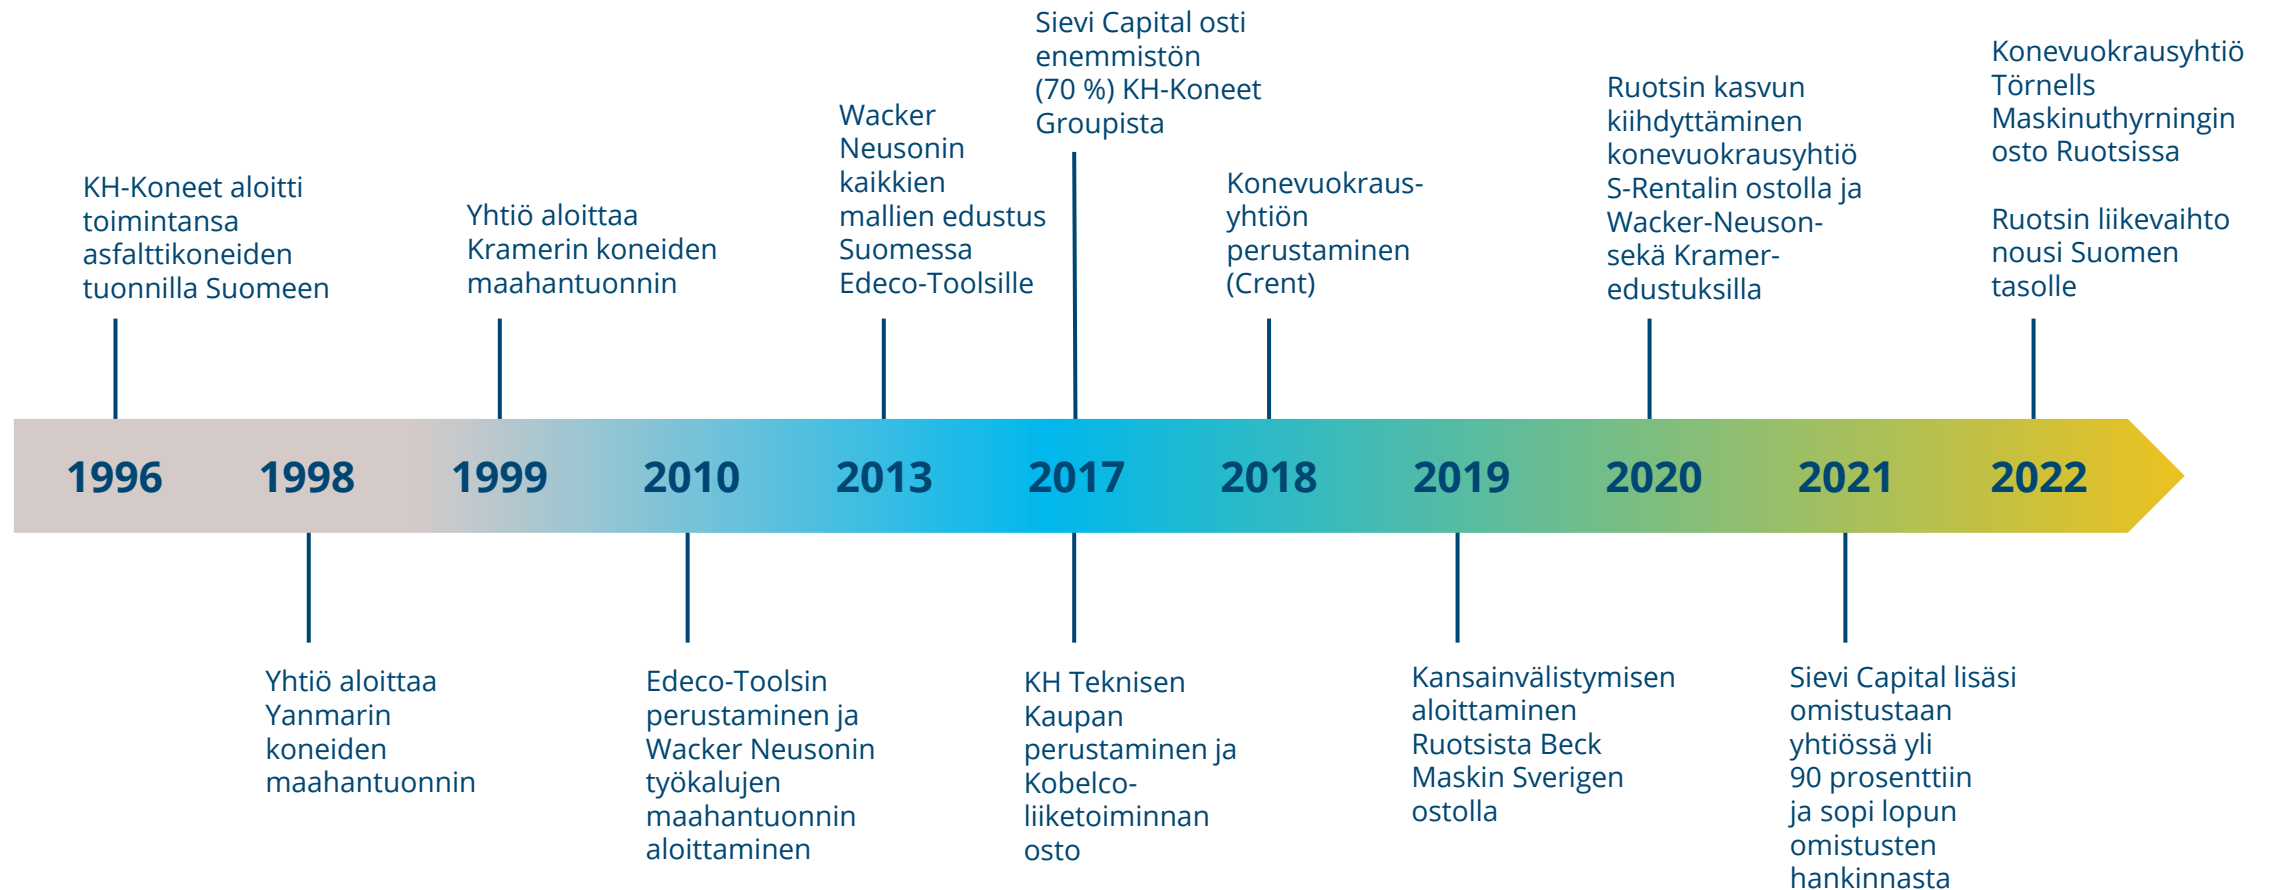 KH-Koneet aloitti
toimintansa
asfalttikoneiden
tuonnilla Suomeen
Yhtiö aloittaa
Kramerin koneiden
maahantuonnin
Wacker
Neusonin
kaikkien
mallien edustus
Suomessa
Edeco-Toolsille
Sievi Capital osti
enemmistön
(70 %) KH-Koneet
Groupista
Konevuokraus-
yhtiön
perustaminen
(Crent)
Ruotsin kasvun
kiihdyttäminen
konevuokrausyhtiö
S-Rentalin ostolla ja
Wacker-Neuson-
sekä Kramer-
edustuksilla
Konevuokrausyhtiö
Törnells
Maskinuthyrningin
osto Ruotsissa
Ruotsin liikevaihto
nousi Suomen
tasolle
1996 1998 1999 2010 2013 2017 2018 2019 2020 2021 2022
Yhtiö aloittaa
Yanmarin
koneiden
maahantuonnin
Edeco-Toolsin
perustaminen ja
Wacker Neusonin
työkalujen
maahantuonnin
aloittaminen
KH Teknisen
Kaupan
perustaminen ja
Kobelco-
liiketoiminnan
osto
Kansainvälistymisen
aloittaminen
Ruotsista Beck
Maskin Sverigen
ostolla
Sievi Capital lisäsi
omistustaan
yhtiössä yli
90 prosenttiin
ja sopi lopun
omistusten
hankinnasta